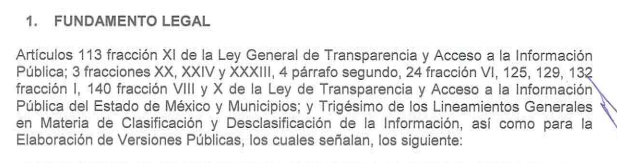 1. FUNDAMENTO LEGAL
Artículos 113 fracción XI de la Ley General de Transparencia y Acceso a la Información
Pública; 3 fracciones XX, XXIV y XXXIII, 4 párrafo segundo, 24 fracción VI, 125, 129, 132
fracción I, 140 fracción VIII y X de la Ley de Transparencia y Acceso a la Información
Pública del Estado de México y Municipios; y Trigésimo de los Lineamientos Generales
en Materia de Clasificación y Desclasificación de la Información, así como para la
Elaboración de Versiones Públicas, los cuales señalan, los siguiente: